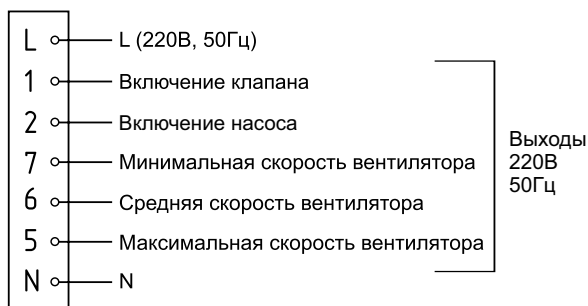 L L (220В, 50Гц)
1 Включение клапана
2 Включение насоса
7 Минимальная скорость вентилятора
6 Средняя скорость вентилятора
5 Максимальная скорость вентилятора
N N
Выходы
220В
50Гц